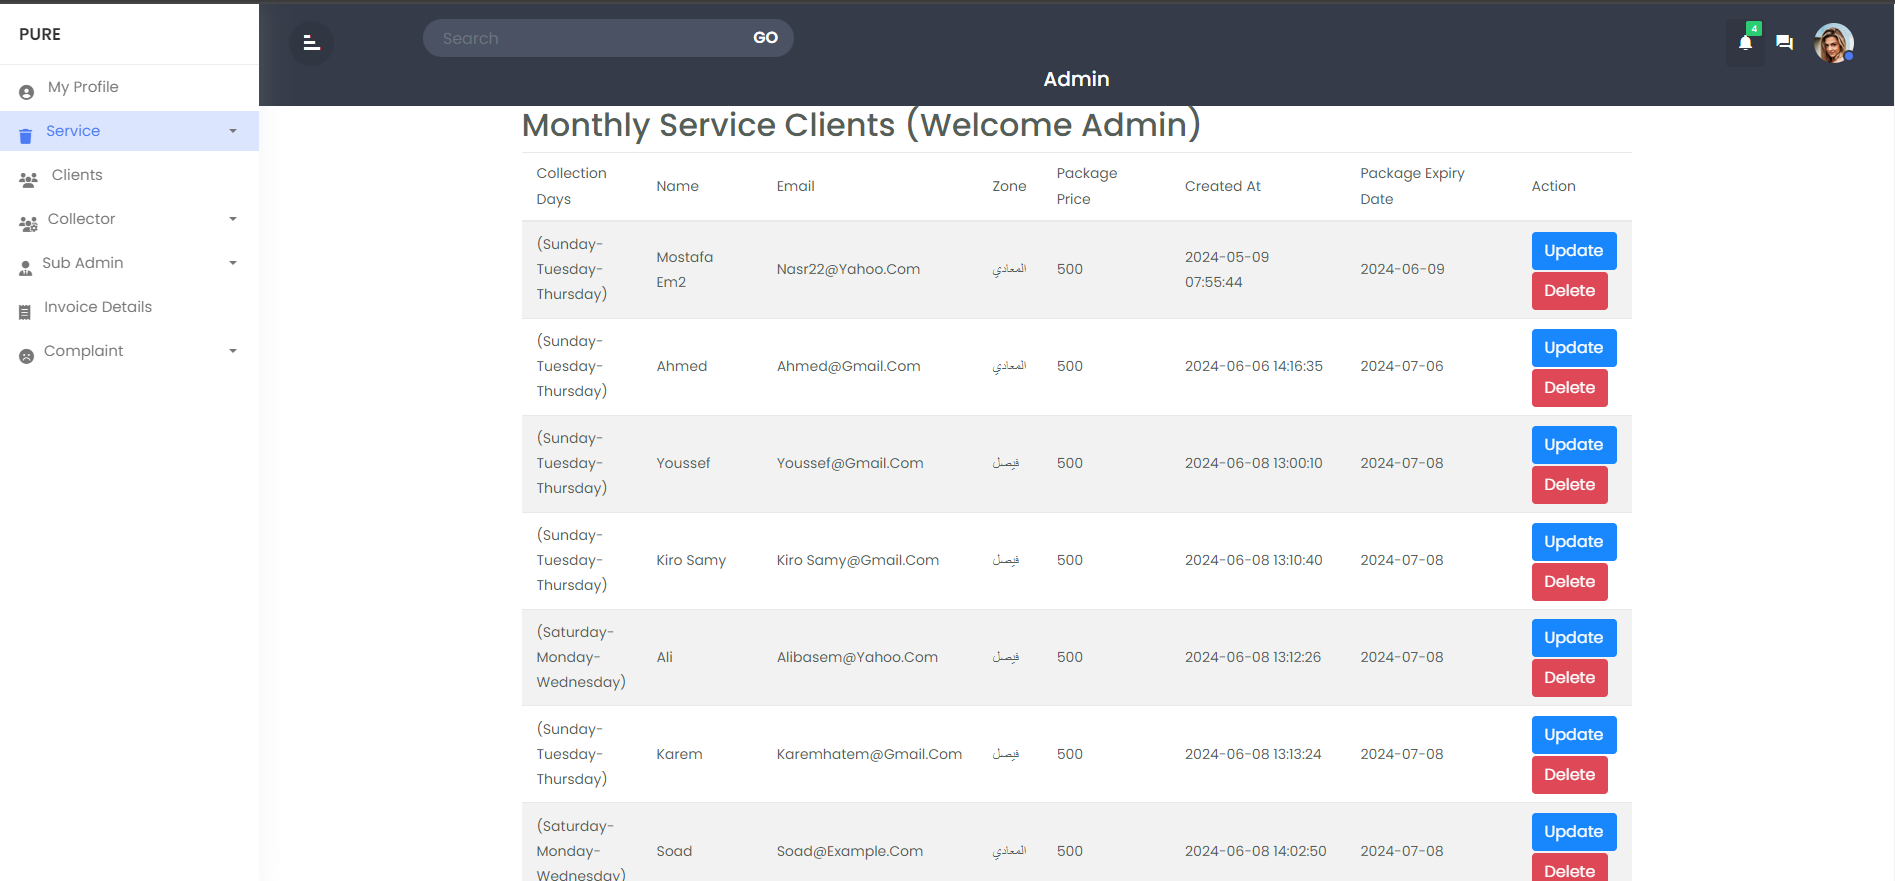 PURE
Search
GO
4
Admin
My Profile
Service
Clients
Collector
Sub Admin
Invoice Details
Complaint
Monthly Service Clients (Welcome Admin)
Collection Days Name Email Zone Package Price Created At Package Expiry Date Action
(Sunday-Tuesday-Thursday) Mostafa Em2 Nasr22@Yahoo.Com المعادي 500 2024-05-09 07:55:44 2024-06-09 Update Delete
(Sunday-Tuesday-Thursday) Ahmed Ahmed@Gmail.Com المعادي 500 2024-06-06 14:16:35 2024-07-06 Update Delete
(Sunday-Tuesday-Thursday) Youssef Youssef@Gmail.Com فيصل 500 2024-06-08 13:00:10 2024-07-08 Update Delete
(Sunday-Tuesday-Thursday) Kiro Samy Kiro Samy@Gmail.Com فيصل 500 2024-06-08 13:10:40 2024-07-08 Update Delete
(Saturday-Monday-Wednesday) Ali Alibasem@Yahoo.Com فيصل 500 2024-06-08 13:12:26 2024-07-08 Update Delete
(Sunday-Tuesday-Thursday) Karem Karemhatem@Gmail.Com فيصل 500 2024-06-08 13:13:24 2024-07-08 Update Delete
(Saturday-Monday-Wednesday) Soad Soad@Example.Com المعادي 500 2024-06-08 14:02:50 2024-07-08 Update Delete